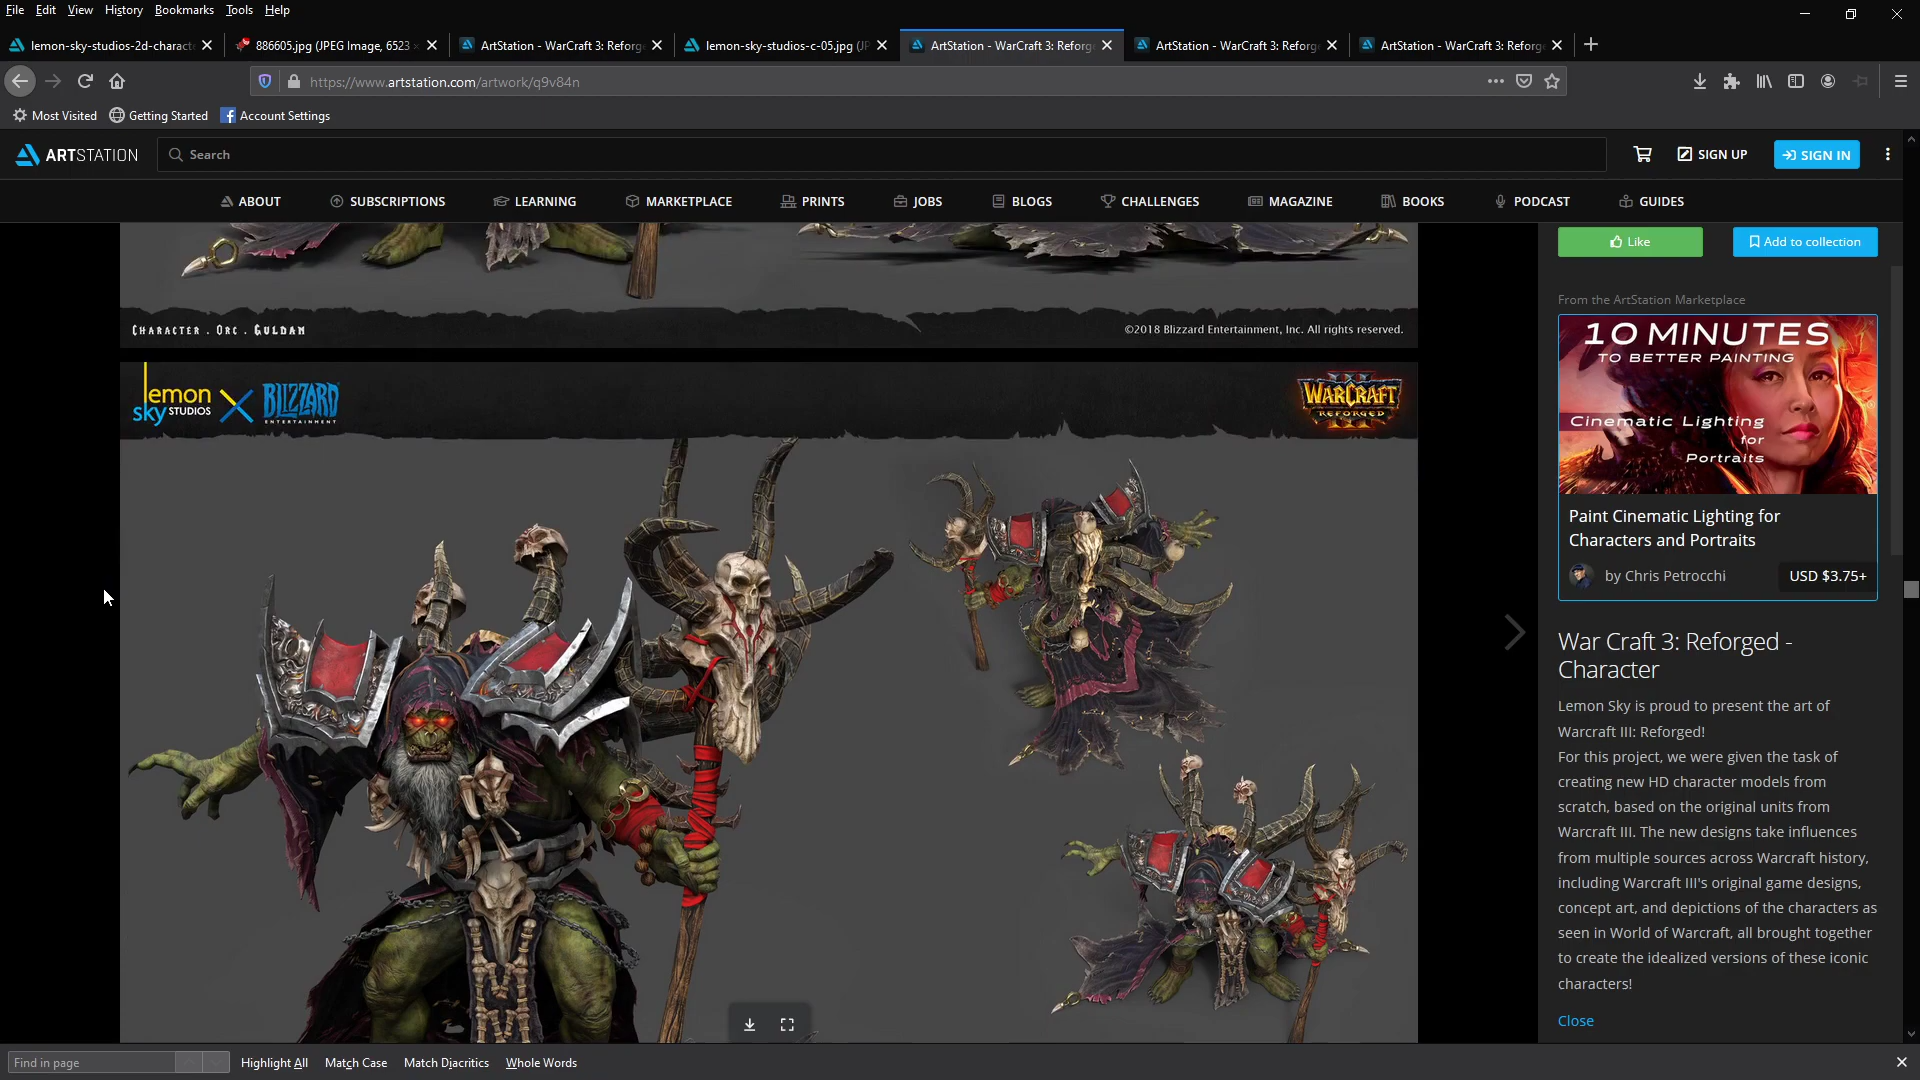 File Edit View History Bookmarks Tools Help
lemon-sky-studios-2d-charact
886605.jpg (JPEG Image, 6523
ArtStation - WarCraft 3: Reforg
lemon-sky-studios-c-05.jpg (JP
ArtStation - WarCraft 3: Reforg
ArtStation - WarCraft 3: Reforg
ArtStation - WarCraft 3: Reforg
https://www.artstation.com/artwork/q9v84n
Most Visited Getting Started Account Settings
ARTSTATION
Search
SIGN UP
SIGN IN
ABOUT SUBSCRIPTIONS LEARNING MARKETPLACE PRINTS JOBS BLOGS CHALLENGES MAGAZINE BOOKS PODCAST GUIDES
Like
Add to collection
Character . Orc . Guldan
©2018 Blizzard Entertainment, Inc. All rights reserved.
lemon
sky STUDIOS
BLIZZARD
ENTERTAINMENT
WARCRAFT
III
REFORGED
From the ArtStation Marketplace
10 MINUTES
TO BETTER PAINTING
Cinematic Lighting
for
Portraits
Paint Cinematic Lighting for
Characters and Portraits
by Chris Petrocchi
USD $3.75+
War Craft 3: Reforged -
Character
Lemon Sky is proud to present the art of
Warcraft III: Reforged!
For this project, we were given the task of
creating new HD character models from
scratch, based on the original units from
Warcraft III. The new designs take influences
from multiple sources across Warcraft history,
including Warcraft III's original game designs,
concept art, and depictions of the characters as
seen in World of Warcraft, all brought together
to create the idealized versions of these iconic
characters!
Close
Find in page
Highlight All Match Case Match Diacritics Whole Words